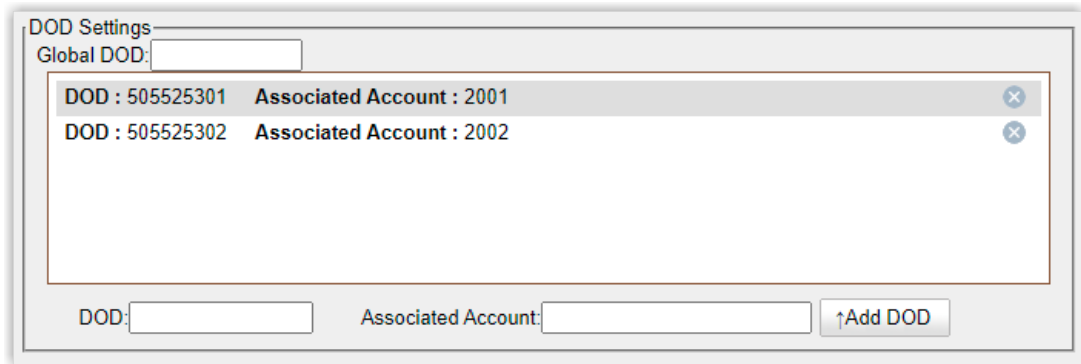 DOD Settings
Global DOD:
DOD : 505525301 Associated Account : 2001
DOD : 505525302 Associated Account : 2002
DOD: Associated Account: ↑Add DOD